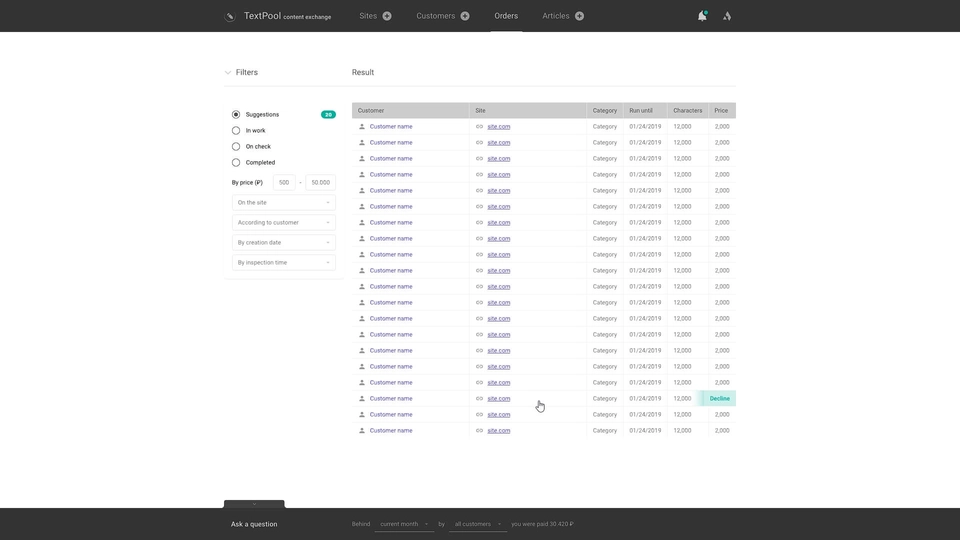 TextPool content exchange Sites Customers Orders Articles
Filters Result
Customer Site Category Run until Characters Price
Suggestions 20
Customer name site.com Category 01/24/2019 12,000 2,000
In work
Customer name site.com Category 01/24/2019 12,000 2,000
On check
Customer name site.com Category 01/24/2019 12,000 2,000
Completed
Customer name site.com Category 01/24/2019 12,000 2,000
By price (₽) 500 - 50.000
Customer name site.com Category 01/24/2019 12,000 2,000
On the site
Customer name site.com Category 01/24/2019 12,000 2,000
According to customer
Customer name site.com Category 01/24/2019 12,000 2,000
By creation date
Customer name site.com Category 01/24/2019 12,000 2,000
By inspection time
Customer name site.com Category 01/24/2019 12,000 2,000
Customer name site.com Category 01/24/2019 12,000 2,000
Customer name site.com Category 01/24/2019 12,000 2,000
Customer name site.com Category 01/24/2019 12,000 2,000
Customer name site.com Category 01/24/2019 12,000 2,000
Customer name site.com Category 01/24/2019 12,000 2,000
Customer name site.com Category 01/24/2019 12,000 2,000
Customer name site.com Category 01/24/2019 12,000 2,000
Customer name site.com Category 01/24/2019 12,000 2,000
Customer name site.com Category 01/24/2019 12,000 Decline
Customer name site.com Category 01/24/2019 12,000 2,000
Customer name site.com Category 01/24/2019 12,000 2,000
Ask a question Behind current month by all customers you were paid 30.420 ₽